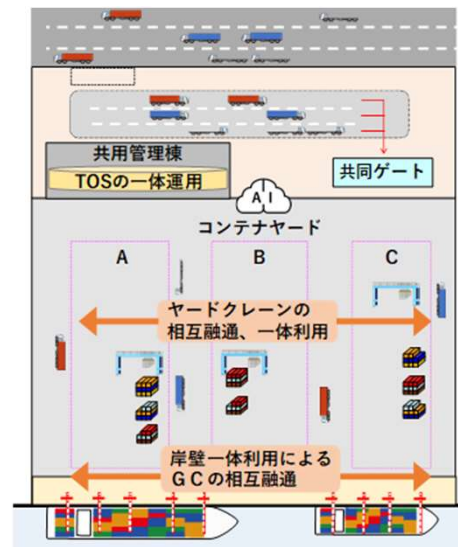 共用管理棟
TOSの一体運用
共同ゲート
AI
コンテナヤード
A
B
C
ヤードクレーンの
相互融通、一体利用
岸壁一体利用による
GCの相互融通